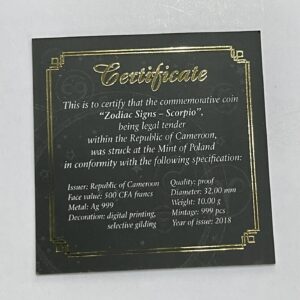 Certificate
This is to certify that the commemorative coin
“Zodiac Signs – Scorpio”,
being legal tender
within the Republic of Cameroon,
was struck at the Mint of Poland
in conformity with the following specification:
Issuer: Republic of Cameroon
Face value: 500 CFA francs
Metal: Ag 999
Decoration: digital printing,
selective gilding
Quality: proof
Diameter: 32.00 mm
Weight: 10.00 g
Mintage: 999 pcs
Year of issue: 2018